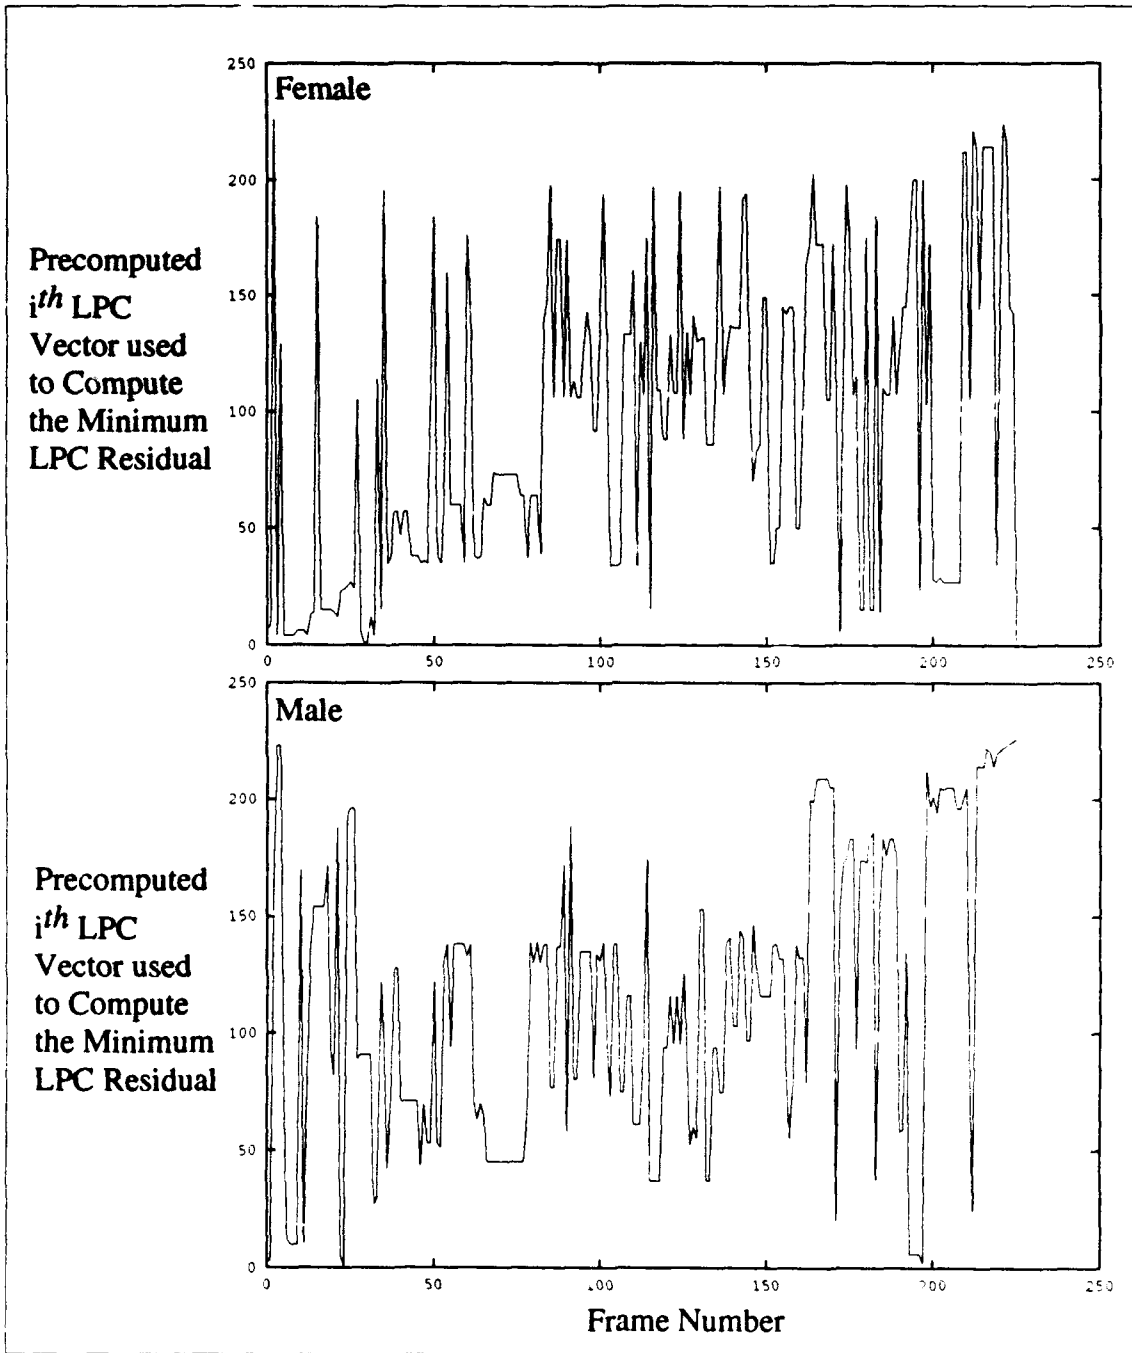 250
Female
200
150
100
50
0
Precomputed
i^th LPC
Vector used
to Compute
the Minimum
LPC Residual
0 50 100 150 200 250
250
Male
200
150
100
50
0
Precomputed
i^th LPC
Vector used
to Compute
the Minimum
LPC Residual
0 50 100 150 200 250
Frame Number